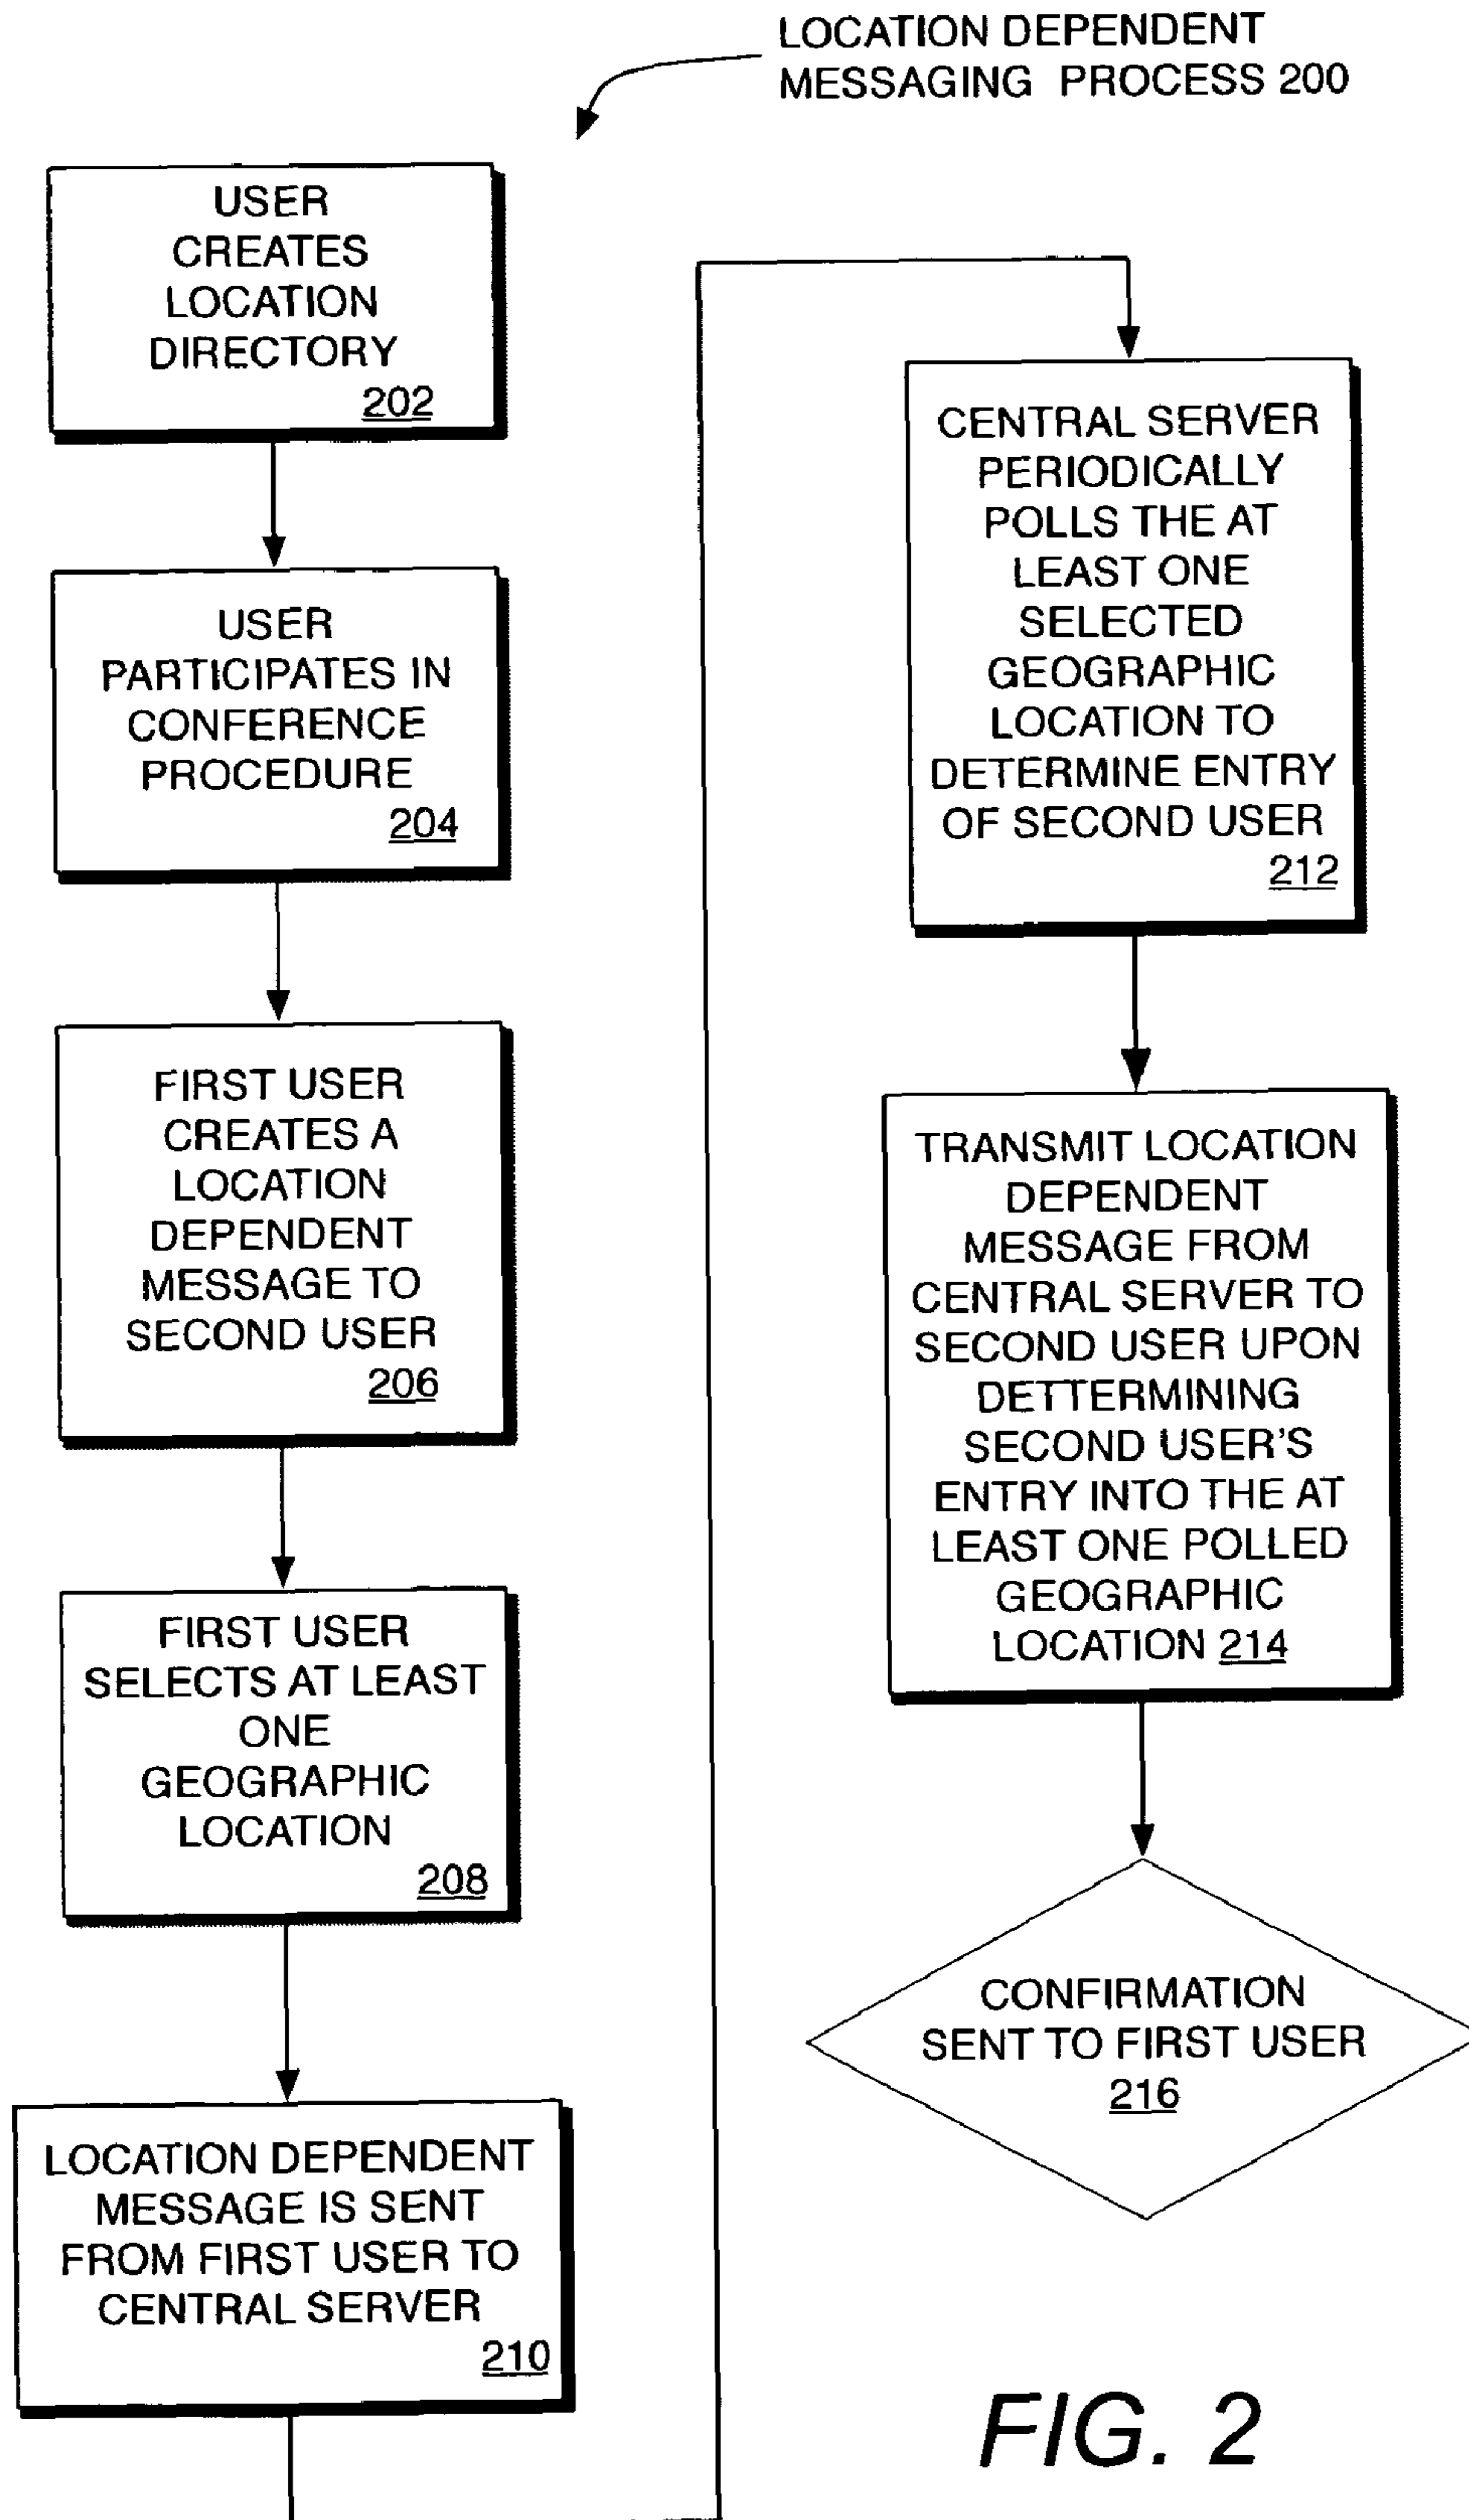 LOCATION DEPENDENT
MESSAGING PROCESS 200
USER
CREATES
LOCATION
DIRECTORY
202
USER
PARTICIPATES IN
CONFERENCE
PROCEDURE
204
FIRST USER
CREATES A
LOCATION
DEPENDENT
MESSAGE TO
SECOND USER
206
FIRST USER
SELECTS AT LEAST
ONE
GEOGRAPHIC
LOCATION
208
LOCATION DEPENDENT
MESSAGE IS SENT
FROM FIRST USER TO
CENTRAL SERVER
210
CENTRAL SERVER
PERIODICALLY
POLLS THE AT
LEAST ONE
SELECTED
GEOGRAPHIC
LOCATION TO
DETERMINE ENTRY
OF SECOND USER
212
TRANSMIT LOCATION
DEPENDENT
MESSAGE FROM
CENTRAL SERVER TO
SECOND USER UPON
DETTERMINING
SECOND USER'S
ENTRY INTO THE AT
LEAST ONE POLLED
GEOGRAPHIC
LOCATION 214
CONFIRMATION
SENT TO FIRST USER
216
FIG. 2